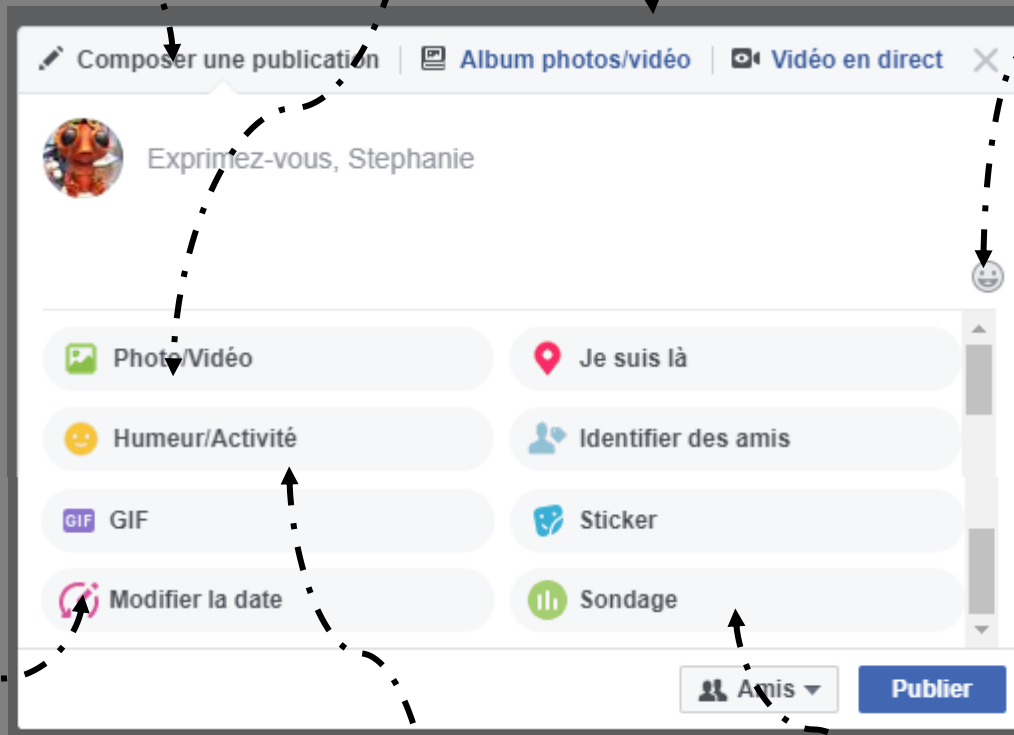 Composer une publication | Album photos/vidéo | Vidéo en direct
Exprimez-vous, Stephanie
Photo/Vidéo Je suis là
Humeur/Activité Identifier des amis
GIF GIF Sticker
Modifier la date Sondage
Amis Publier